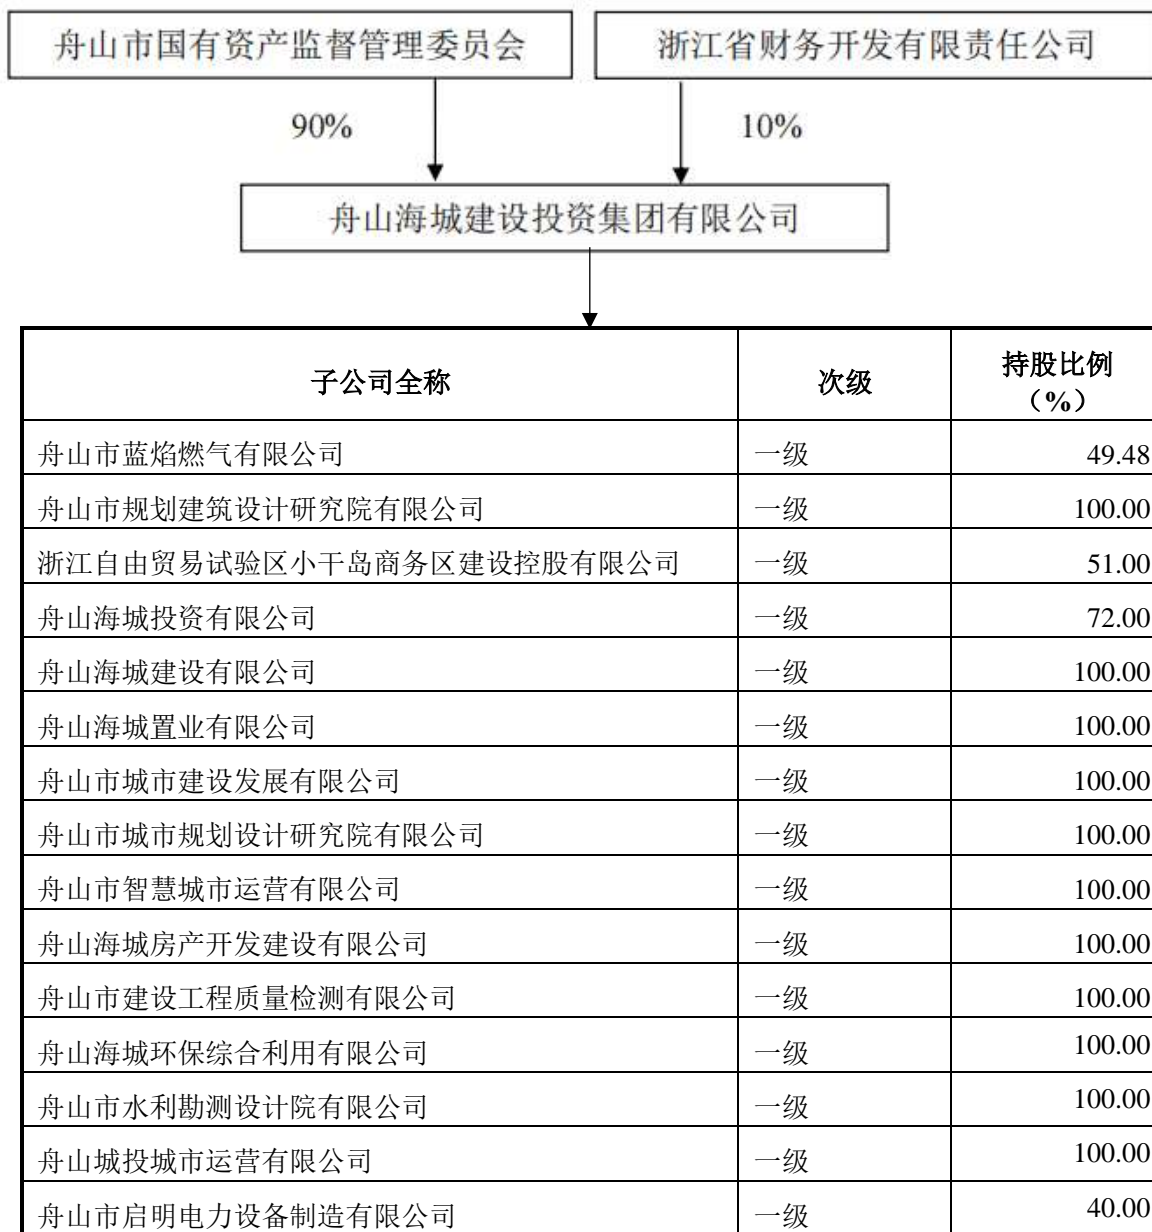 舟山市国有资产监督管理委员会 浙江省财务开发有限责任公司
90% 10%
舟山海城建设投资集团有限公司
子公司全称 次级 持股比例
（%）
舟山市蓝焰燃气有限公司 一级 49.48
舟山市规划建筑设计研究院有限公司 一级 100.00
浙江自由贸易试验区小干岛商务区建设控股有限公司 一级 51.00
舟山海城投资有限公司 一级 72.00
舟山海城建设有限公司 一级 100.00
舟山海城置业有限公司 一级 100.00
舟山市城市建设发展有限公司 一级 100.00
舟山市城市规划设计研究院有限公司 一级 100.00
舟山市智慧城市运营有限公司 一级 100.00
舟山海城房产开发建设有限公司 一级 100.00
舟山市建设工程质量检测有限公司 一级 100.00
舟山海城环保综合利用有限公司 一级 100.00
舟山市水利勘测设计院有限公司 一级 100.00
舟山城投城市运营有限公司 一级 100.00
舟山市启明电力设备制造有限公司 一级 40.00